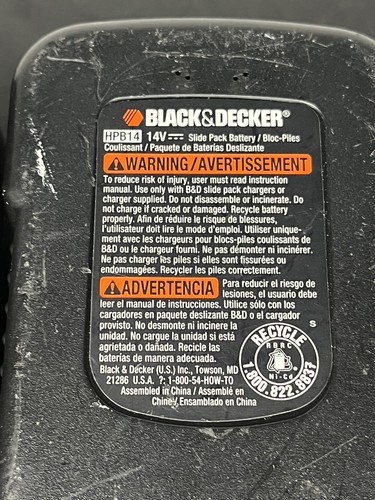 BLACK&DECKER®
HPB14 14V Slide Pack Battery / Bloc-Piles
Coulissant / Paquete de Baterías Deslizante
WARNING/AVERTISSEMENT
To reduce risk of injury, user must read instruction
manual. Use only with B&D slide pack chargers or
charger supplied. Do not disassemble or incinerate. Do
not charge if cracked or damaged. Recycle battery
properly. Afin de réduire le risque de blessures,
l'utilisateur doit lire le mode d'emploi. Utiliser unique-
ment avec les chargeurs pour blocs-piles coulissants de
B&D ou le chargeur fourni. Ne pas démonter ni incinérer.
Ne pas charger les piles si elles sont fissurées ou
endommagées. Recycler les piles correctement.
ADVERTENCIA Para reducir el riesgo de
lesiones, el usuario debe
leer el manual de instrucciones. Utilice sólo con los
cargadores en paquete deslizante B&D o el cargador
provisto. No desmonte ni incinere la
unidad. No cargue la unidad si está
agrietada o dañada. Recicle las
baterías de manera adecuada.
Black & Decker (U.S.) Inc., Towson, MD
21286 U.S.A. ?: 1-800-54-HOW-TO
Assembled in China / Assemblé en
Chine / Ensamblado en China
S
RECYCLE
RBRC
Ni-Cd
1.800.822.8837